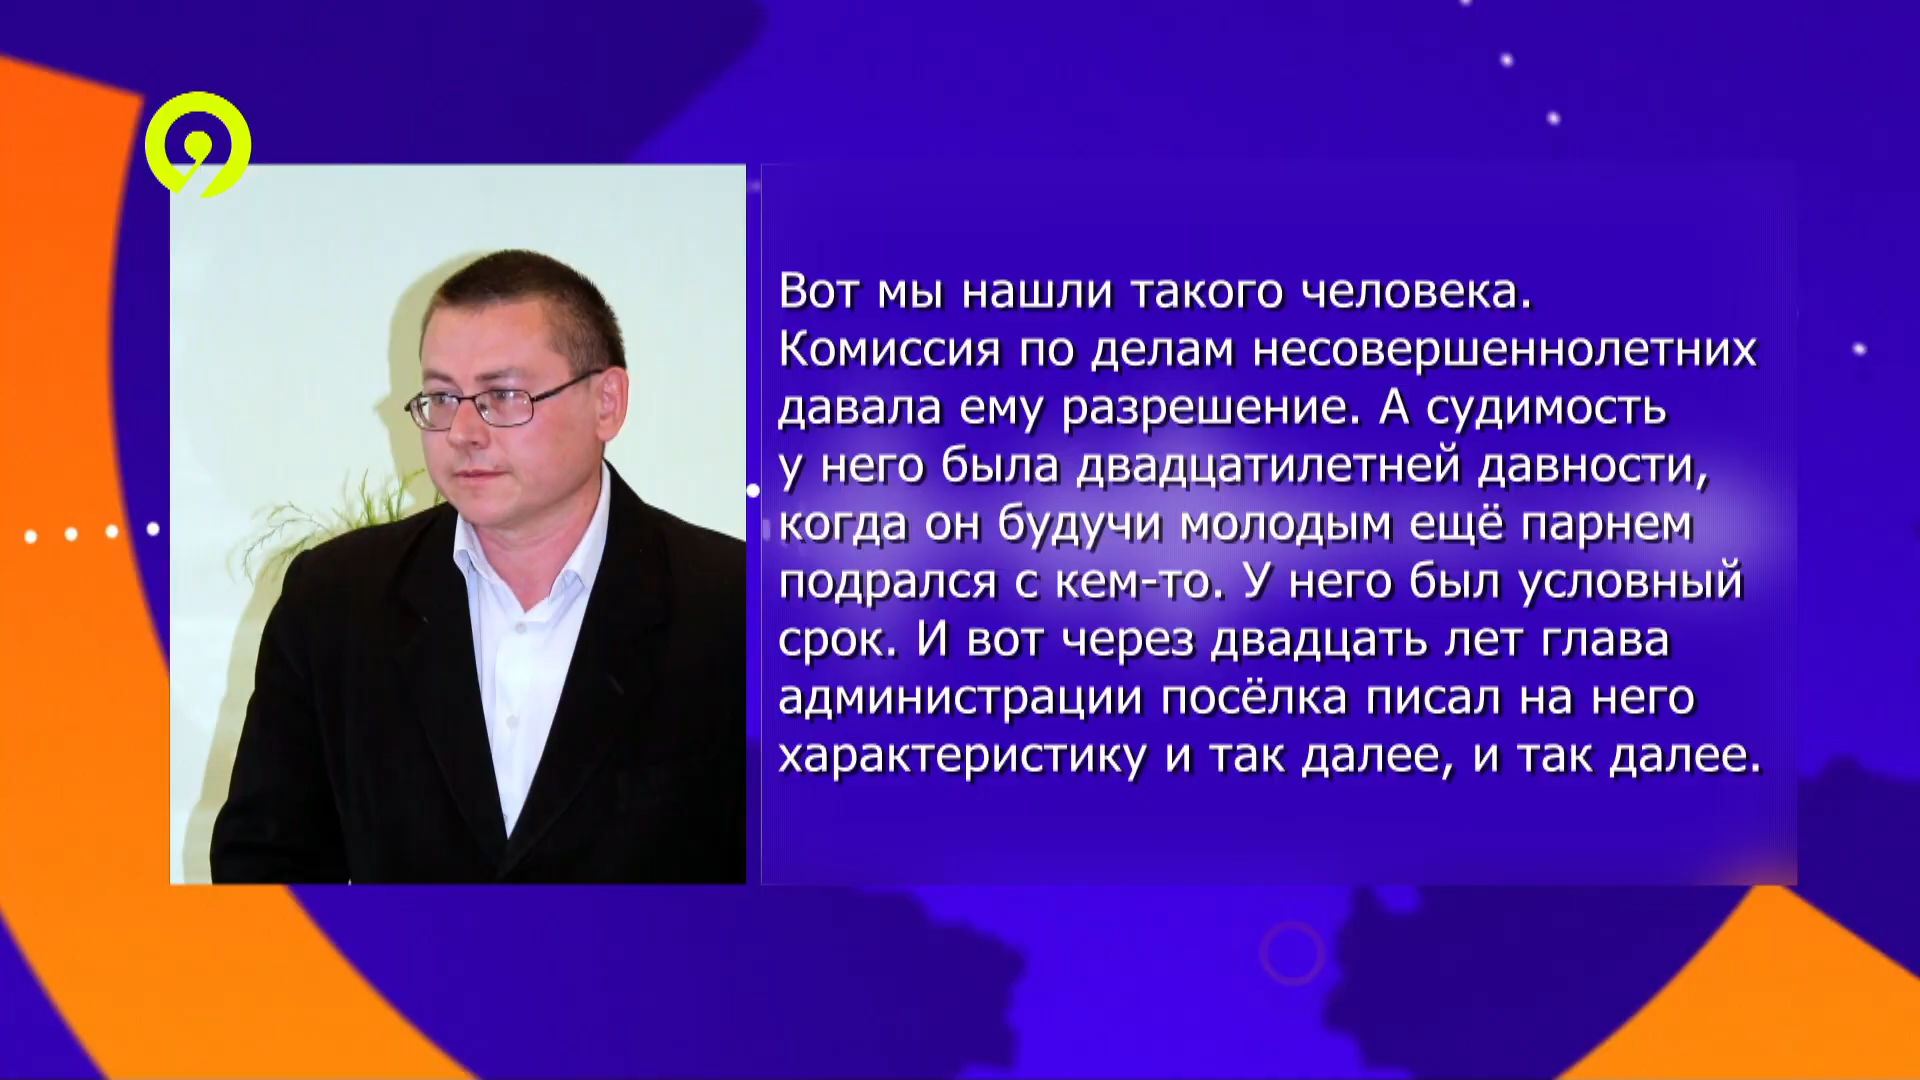 Вот мы нашли такого человека.
Комиссия по делам несовершеннолетних
давала ему разрешение. А судимость
у него была двадцатилетней давности,
когда он будучи молодым ещё парнем
подрался с кем-то. У него был условный
срок. И вот через двадцать лет глава
администрации посёлка писал на него
характеристику и так далее, и так далее.